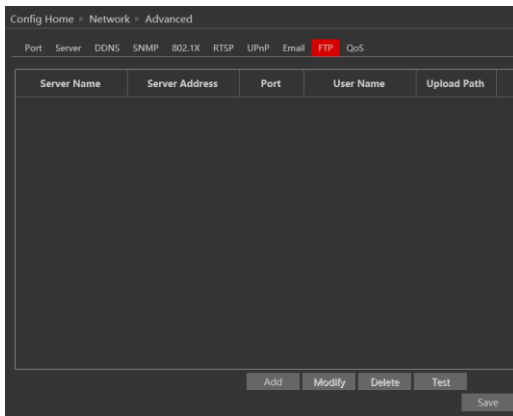 Config Home ▸ Network ▸ Advanced
Port Server DDNS SNMP 802.1X RTSP UPnP Email FTP QoS
Server Name Server Address Port User Name Upload Path
Add Modify Delete Test
Save